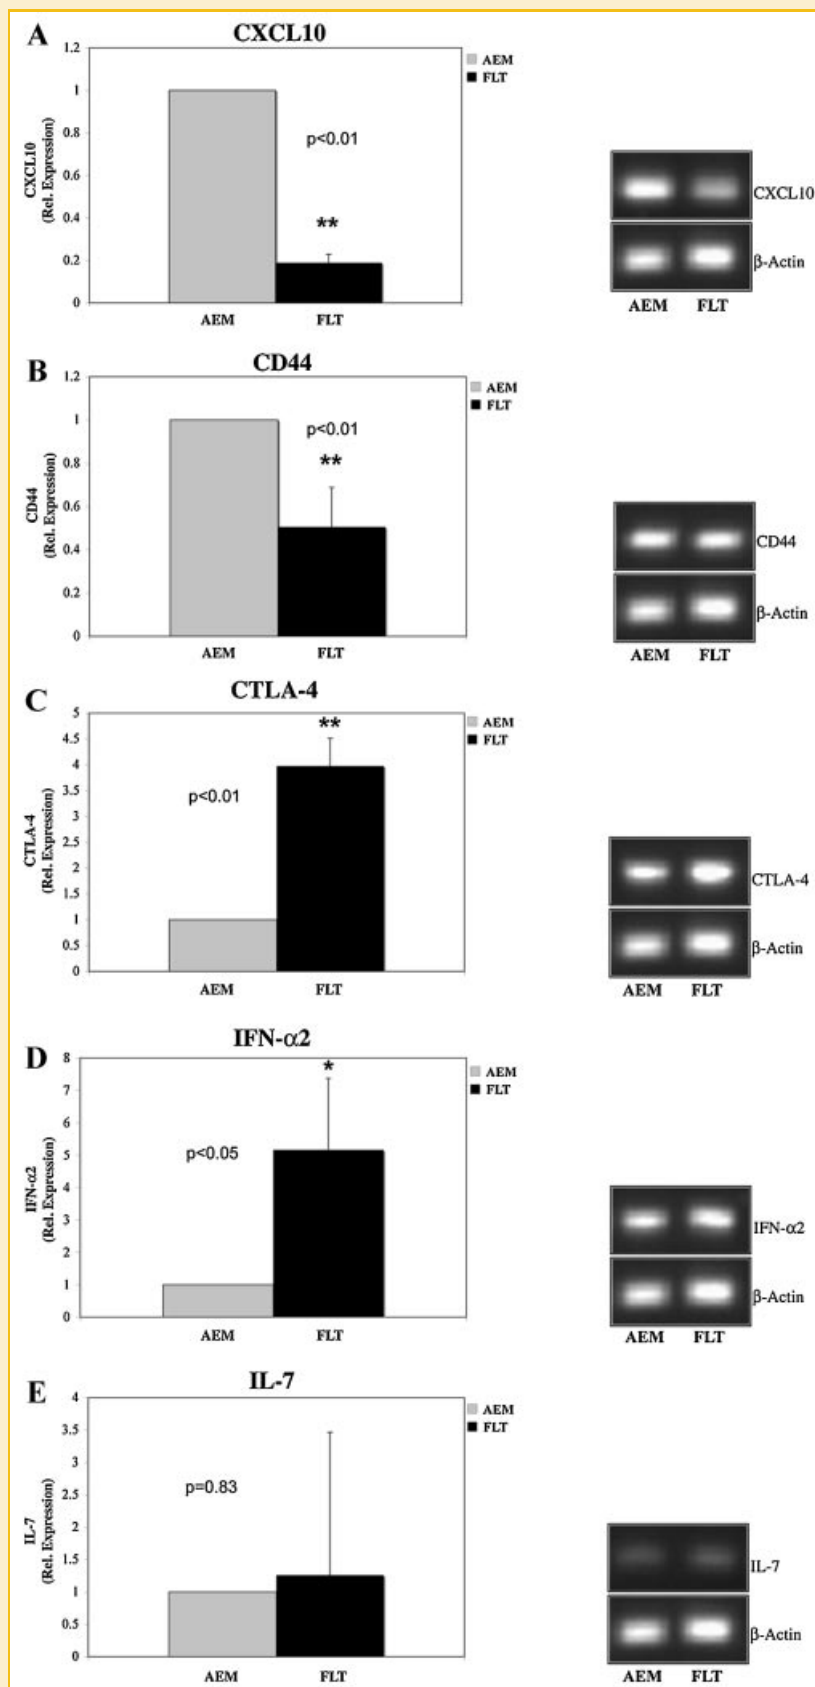 A
CXCL10
1.2
1
0.8
0.6
0.4
0.2
0
CXCL10
(Rel. Expression)
p<0.01
**
AEM
FLT
AEM FLT
CXCL10
β-Actin
AEM FLT
B
CD44
1.2
1
0.8
0.6
0.4
0.2
0
CD44
(Rel. Expression)
p<0.01
**
AEM
FLT
AEM FLT
CD44
β-Actin
AEM FLT
C
CTLA-4
5
4.5
4
3.5
3
2.5
2
1.5
1
0.5
0
CTLA-4
(Rel. Expression)
p<0.01
**
AEM
FLT
AEM FLT
CTLA-4
β-Actin
AEM FLT
D
IFN-α2
8
7
6
5
4
3
2
1
0
IFN-α2
(Rel. Expression)
p<0.05
*
AEM
FLT
AEM FLT
IFN-α2
β-Actin
AEM FLT
E
IL-7
4
3.5
3
2.5
2
1.5
1
0.5
0
IL-7
(Rel. Expression)
p=0.83
AEM
FLT
AEM FLT
IL-7
β-Actin
AEM FLT